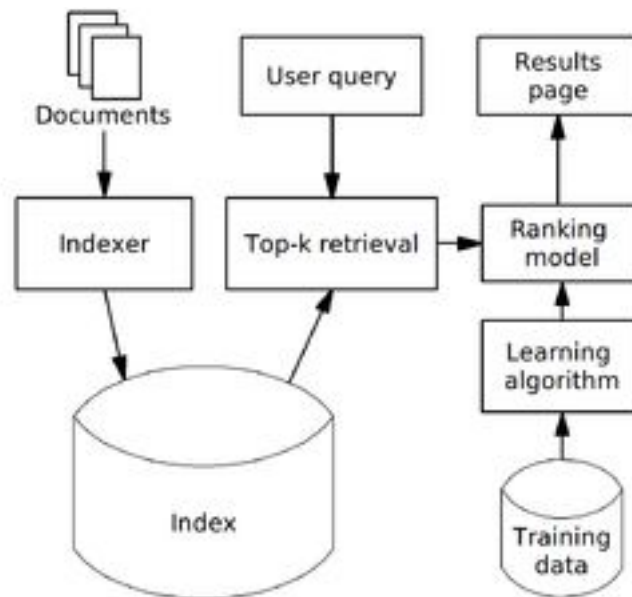 Documents
User query
Results
page
Indexer
Top-k retrieval
Ranking
model
Learning
algorithm
Index
Training
data